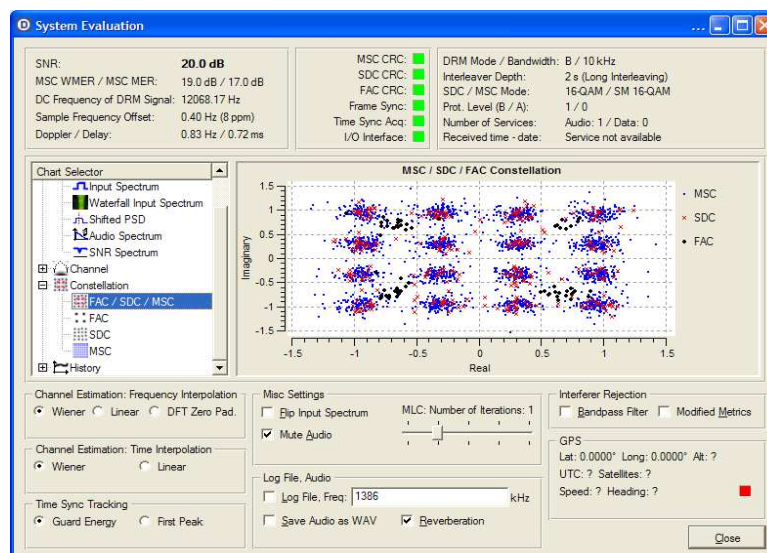 System Evaluation
SNR: 20.0 dB
MSC WMER / MSC MER: 19.0 dB / 17.0 dB
DC Frequency of DRM Signal: 12068.17 Hz
Sample Frequency Offset: 0.40 Hz (8 ppm)
Doppler / Delay: 0.83 Hz / 0.72 ms
MSC CRC:
SDC CRC:
FAC CRC:
Frame Sync:
Time Sync Acq:
I/O Interface:
DRM Mode / Bandwidth: B / 10 kHz
Interleaver Depth: 2 s (Long Interleaving)
SDC / MSC Mode: 16-QAM / SM 16-QAM
Prot. Level (B / A): 1 / 0
Number of Services: Audio: 1 / Data: 0
Received time - date: Service not available
Chart Selector
Input Spectrum
Waterfall Input Spectrum
Shifted PSD
Audio Spectrum
SNR Spectrum
Channel
Constellation
FAC / SDC / MSC
FAC
SDC
MSC
History
MSC / SDC / FAC Constellation
Imaginary
1.5
1
0.5
0
-0.5
-1
-1.5
-1.5 -1 -0.5 0 0.5 1 1.5
Real
MSC
SDC
FAC
Channel Estimation: Frequency Interpolation
Wiener Linear DFT Zero Pad.
Channel Estimation: Time Interpolation
Wiener Linear
Time Sync Tracking
Guard Energy First Peak
Misc Settings
Flip Input Spectrum
Mute Audio
MLC: Number of Iterations: 1
Log File, Audio
Log File, Freq: 1386 kHz
Save Audio as WAV Reverberation
Interferer Rejection
Bandpass Filter Modified Metrics
GPS
Lat: 0.0000° Long: 0.0000° Alt: ?
UTC: ? Satellites: ?
Speed: ? Heading: ?
Close